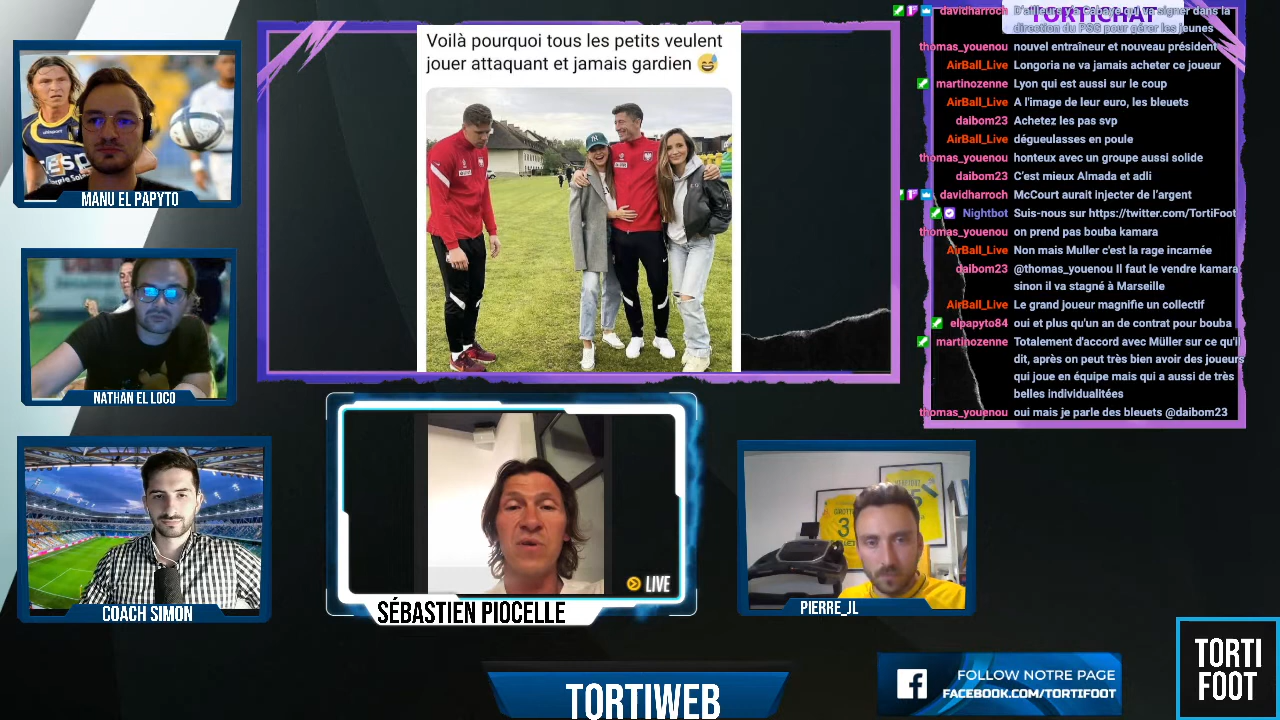 Voilà pourquoi tous les petits veulent
jouer attaquant et jamais gardien 😅
MANU EL PAPYTO
NATHAN EL LOCO
COACH SIMON
LIVE
SÉBASTIEN PIOCELLE
PIERRE_JL
TORTICHAT
davidharroch D'ailleurs y'a Cabaye qui va signer dans la
direction du PSG pour gérer les jeunes
thomas_youenou nouvel entraîneur et nouveau président
AirBall_Live Longoria ne va jamais acheter ce joueur
martinozenne Lyon qui est aussi sur le coup
AirBall_Live A l'image de leur euro, les bleuets
daibom23 Achetez les pas svp
AirBall_Live dégueulasses en poule
thomas_youenou honteux avec un groupe aussi solide
daibom23 C'est mieux Almada et adli
davidharroch McCourt aurait injecter de l'argent
Nightbot Suis-nous sur https://twitter.com/TortiFoot
thomas_youenou on prend pas bouba kamara
AirBall_Live Non mais Muller c'est la rage incarnée
daibom23 @thomas_youenou Il faut le vendre kamara
sinon il va stagné à Marseille
AirBall_Live Le grand joueur magnifie un collectif
elpapyto84 oui et plus qu'un an de contrat pour bouba
martinozenne Totalement d'accord avec Müller sur ce qu'il
dit, après on peut très bien avoir des joueurs
qui joue en équipe mais qui a aussi de très
belles individualités
thomas_youenou oui mais je parle des bleuets @daibom23
TORTIWEB
FOLLOW NOTRE PAGE
FACEBOOK.COM/TORTIFOOT
TORTI
FOOT